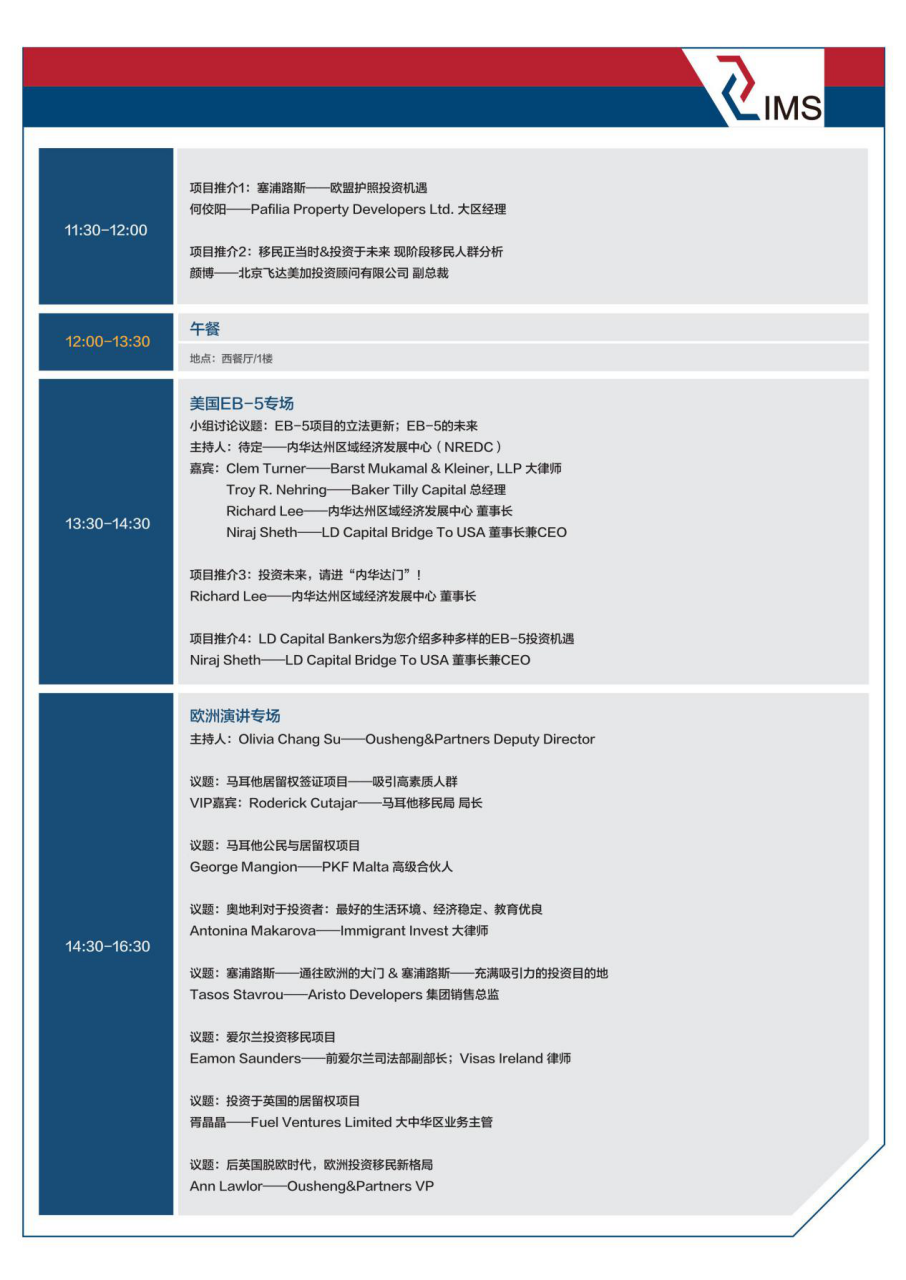 IMS
11:30-12:00
项目推介1：塞浦路斯——欧盟护照投资机遇
何佼阳——Pafilia Property Developers Ltd. 大区经理
项目推介2：移民正当时&投资于未来 现阶段移民人群分析
颜博——北京飞达美加投资顾问有限公司 副总裁
12:00-13:30
午餐
地点：西餐厅/1楼
13:30-14:30
美国EB-5专场
小组讨论议题：EB-5项目的立法更新；EB-5的未来
主持人：待定——内华达州区域经济发展中心（NREDC）
嘉宾：Clem Turner——Barst Mukamal & Kleiner, LLP 大律师
Troy R. Nehring——Baker Tilly Capital 总经理
Richard Lee——内华达州区域经济发展中心 董事长
Niraj Sheth——LD Capital Bridge To USA 董事长兼CEO
项目推介3：投资未来，请进“内华达门”！
Richard Lee——内华达州区域经济发展中心 董事长
项目推介4：LD Capital Bankers为您介绍多种多样的EB-5投资机遇
Niraj Sheth——LD Capital Bridge To USA 董事长兼CEO
14:30-16:30
欧洲演讲专场
主持人：Olivia Chang Su——Ousheng&Partners Deputy Director
议题：马耳他居留权签证项目——吸引高素质人群
VIP嘉宾：Roderick Cutajar——马耳他移民局 局长
议题：马耳他公民与居留权项目
George Mangion——PKF Malta 高级合伙人
议题：奥地利对于投资者：最好的生活环境、经济稳定、教育优良
Antonina Makarova——Immigrant Invest 大律师
议题：塞浦路斯——通往欧洲的大门 & 塞浦路斯——充满吸引力的投资目的地
Tasos Stavrou——Aristo Developers 集团销售总监
议题：爱尔兰投资移民项目
Eamon Saunders——前爱尔兰司法部副部长；Visas Ireland 律师
议题：投资于英国的居留权项目
胥晶晶——Fuel Ventures Limited 大中华区业务主管
议题：后英国脱欧时代，欧洲投资移民新格局
Ann Lawlor——Ousheng&Partners VP